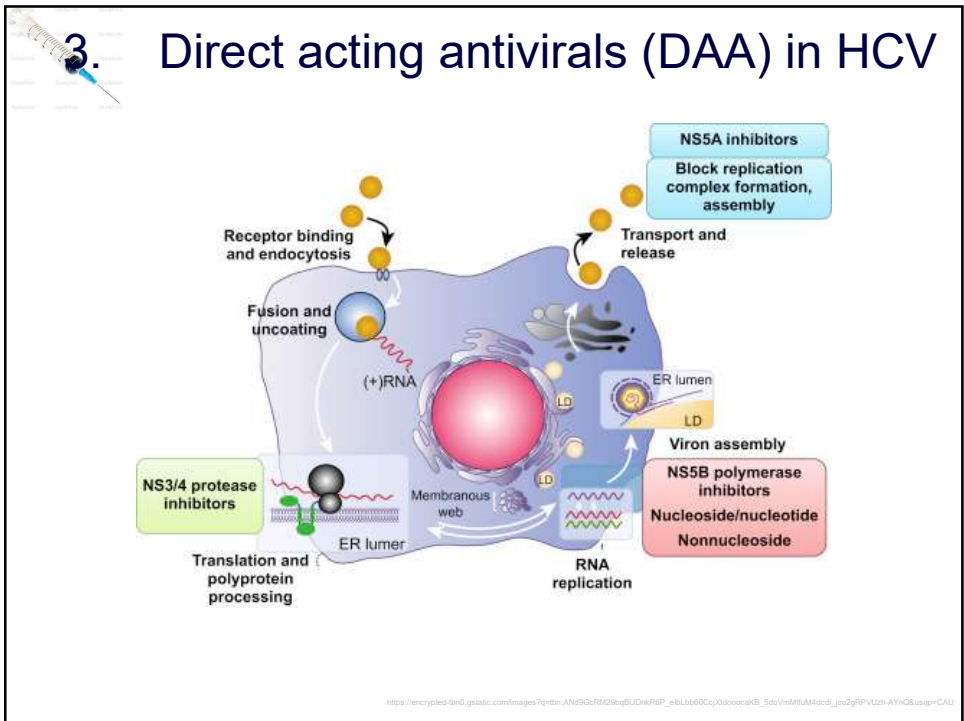 3. Direct acting antivirals (DAA) in HCV
NS5A inhibitors
Block replication
complex formation,
assembly
Receptor binding
and endocytosis
Transport and
release
Fusion and
uncoating
(+)RNA
ER lumen
LD
LD
Viron assembly
LD
NS3/4 protease
inhibitors
Membranous
web
NS5B polymerase
inhibitors
Nucleoside/nucleotide
Nonnucleoside
ER lumer
RNA
replication
Translation and
polyprotein
processing